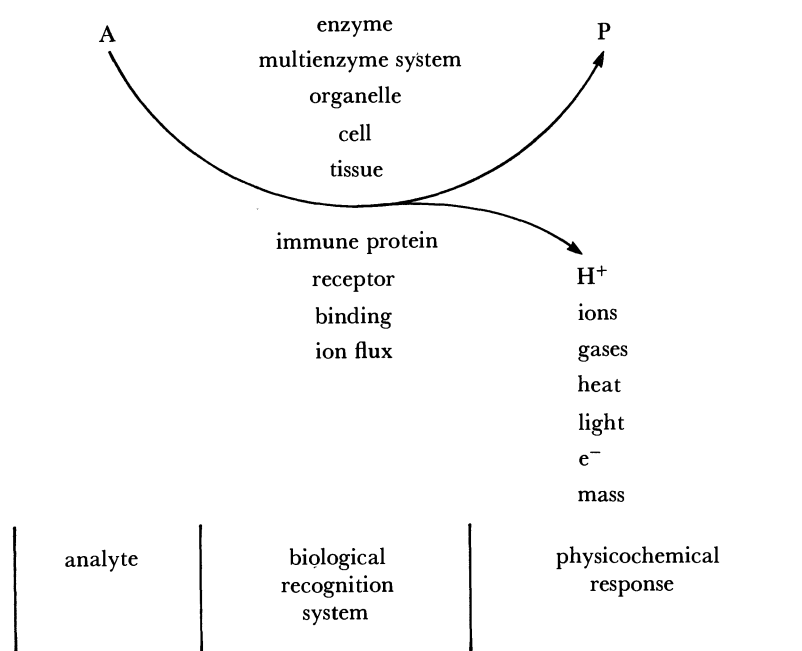 A
enzyme
multienzyme system
organelle
cell
tissue
P
immune protein
receptor
binding
ion flux
H⁺
ions
gases
heat
light
e⁻
mass
analyte
biological
recognition
system
physicochemical
response